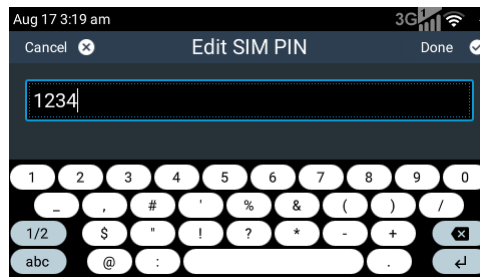 Aug 17 3:19 am 3G 1
Cancel Edit SIM PIN Done
1234
1 2 3 4 5 6 7 8 9 0
_ , # ' % & ( ) /
1/2 $ " ! ? * - +
abc @ : .